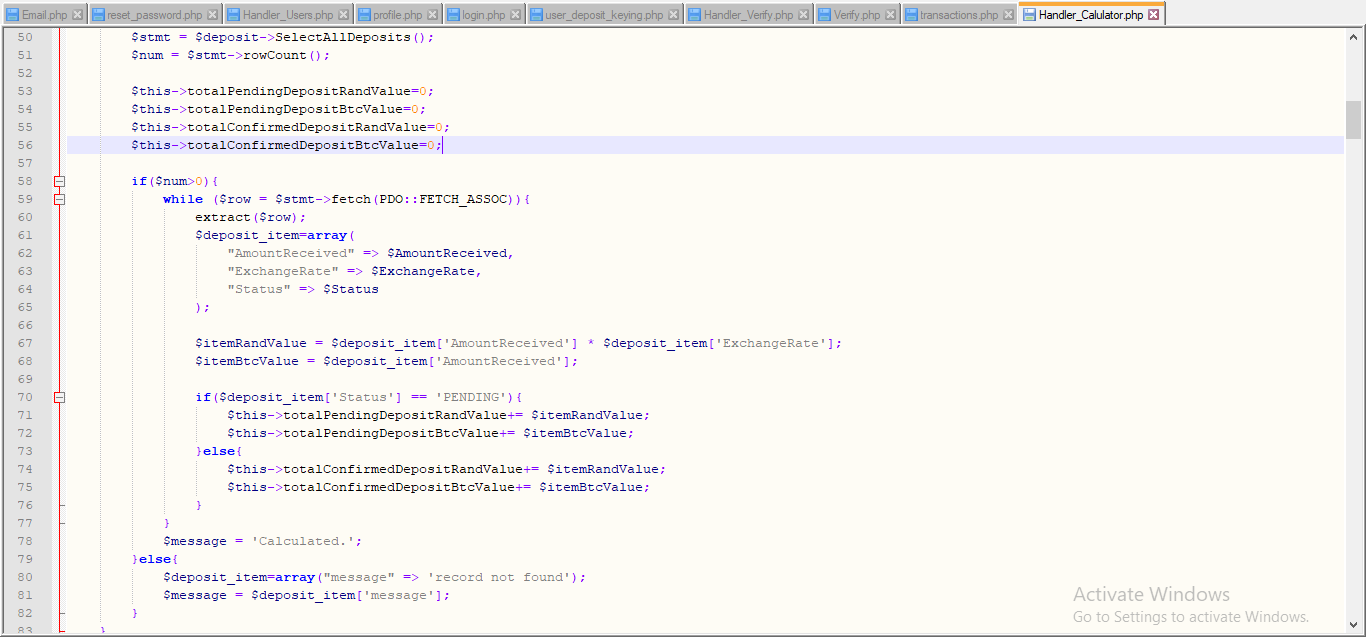 Email.php reset_password.php Handler_Users.php profile.php login.php user_deposit_keying.php Handler_Verify.php Verify.php transactions.php Handler_Calulator.php
50 $stmt = $deposit->SelectAllDeposits();
51 $num = $stmt->rowCount();
52
53 $this->totalPendingDepositRandValue=0;
54 $this->totalPendingDepositBtcValue=0;
55 $this->totalConfirmedDepositRandValue=0;
56 $this->totalConfirmedDepositBtcValue=0;
57
58 if($num>0){
59 while ($row = $stmt->fetch(PDO::FETCH_ASSOC)){
60 extract($row);
61 $deposit_item=array(
62 "AmountReceived" => $AmountReceived,
63 "ExchangeRate" => $ExchangeRate,
64 "Status" => $Status
65 );
66
67 $itemRandValue = $deposit_item['AmountReceived'] * $deposit_item['ExchangeRate'];
68 $itemBtcValue = $deposit_item['AmountReceived'];
69
70 if($deposit_item['Status'] == 'PENDING'){
71 $this->totalPendingDepositRandValue+= $itemRandValue;
72 $this->totalPendingDepositBtcValue+= $itemBtcValue;
73 }else{
74 $this->totalConfirmedDepositRandValue+= $itemRandValue;
75 $this->totalConfirmedDepositBtcValue+= $itemBtcValue;
76 }
77 }
78 $message = 'Calculated.';
79 }else{
80 $deposit_item=array("message" => 'record not found');
81 $message = $deposit_item['message'];
82 }
83 }
Activate Windows
Go to Settings to activate Windows.